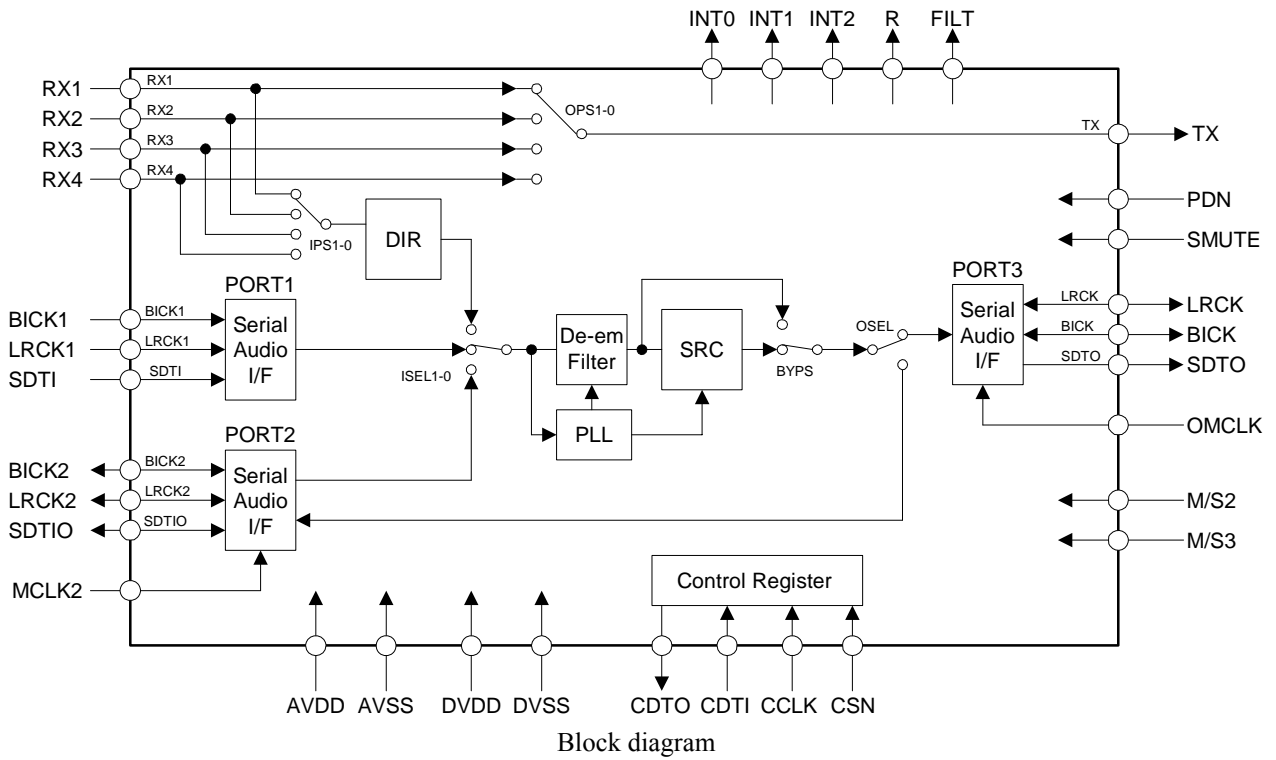 INT0 INT1 INT2 R FILT
RX1 RX1
RX2 RX2
RX3 RX3
RX4 RX4
OPS1-0
TX TX
IPS1-0
DIR
PDN
SMUTE
PORT1
BICK1 BICK1
LRCK1 LRCK1
SDTI SDTI
Serial
Audio
I/F
ISEL1-0
De-em
Filter
SRC
PLL
BYPS
OSEL
PORT3
Serial
Audio
I/F
LRCK LRCK
BICK BICK
SDTO SDTO
OMCLK
PORT2
BICK2 BICK2
LRCK2 LRCK2
SDTIO SDTIO
Serial
Audio
I/F
MCLK2
M/S2
M/S3
Control Register
AVDD AVSS DVDD DVSS CDTO CDTI CCLK CSN
Block diagram